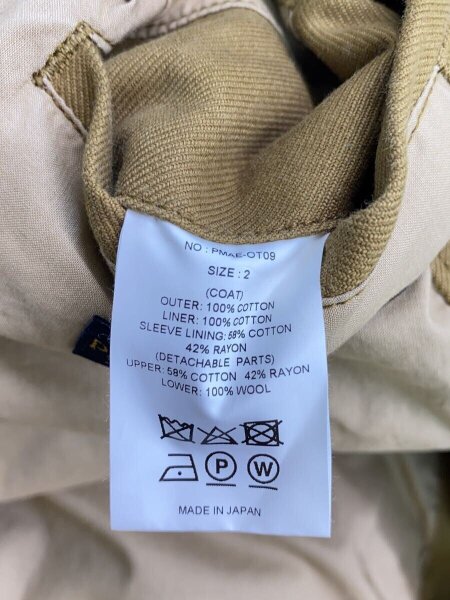 NO : PMAE-OT09
SIZE : 2
(COAT)
OUTER: 100% COTTON
LINER: 100% COTTON
SLEEVE LINING: 58% COTTON
42% RAYON
(DETACHABLE PARTS)
UPPER: 58% COTTON 42% RAYON
LOWER: 100% WOOL
P W
MADE IN JAPAN